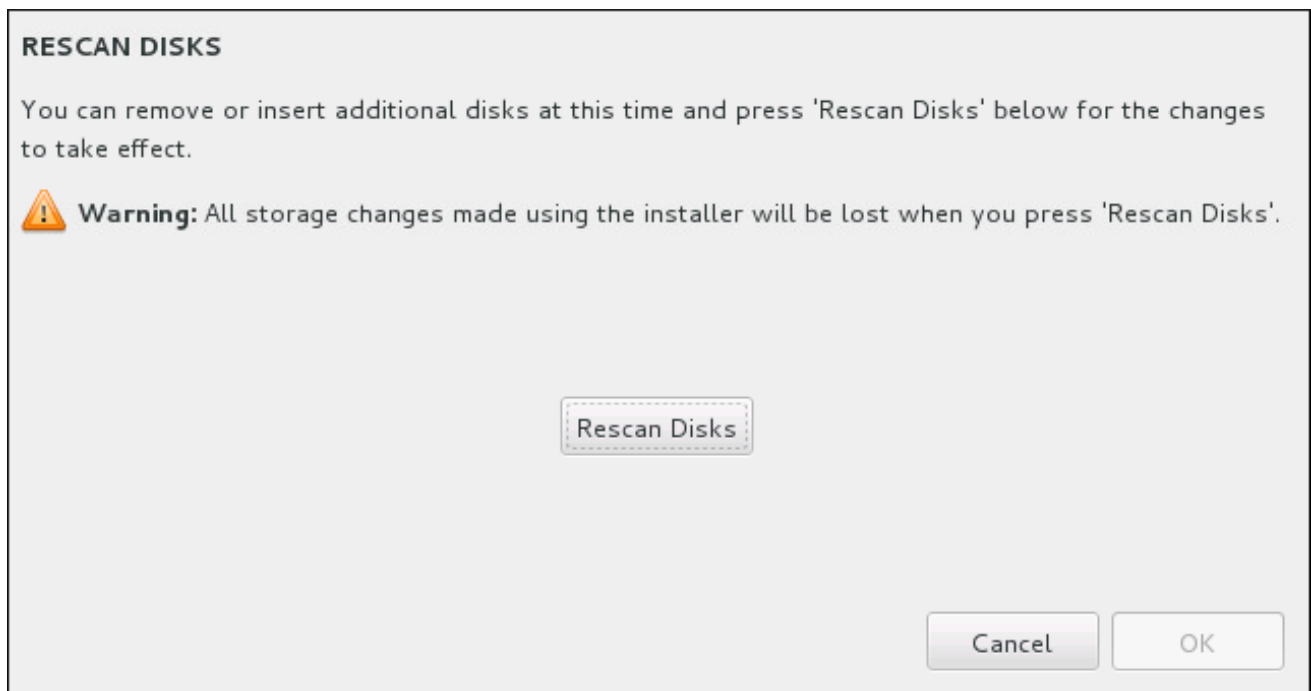 RESCAN DISKS
You can remove or insert additional disks at this time and press 'Rescan Disks' below for the changes
to take effect.
Warning: All storage changes made using the installer will be lost when you press 'Rescan Disks'.
Rescan Disks
Cancel
OK